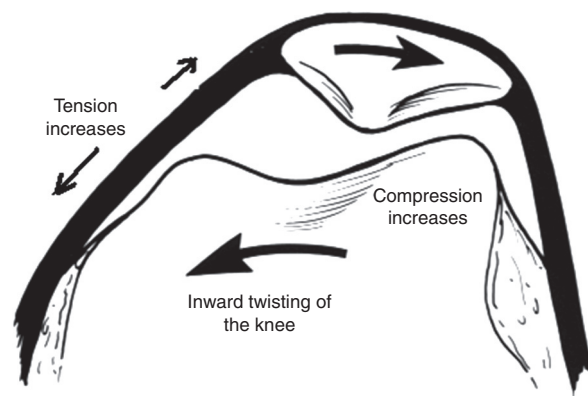 Tension
increases
Compression
increases
Inward twisting of
the knee